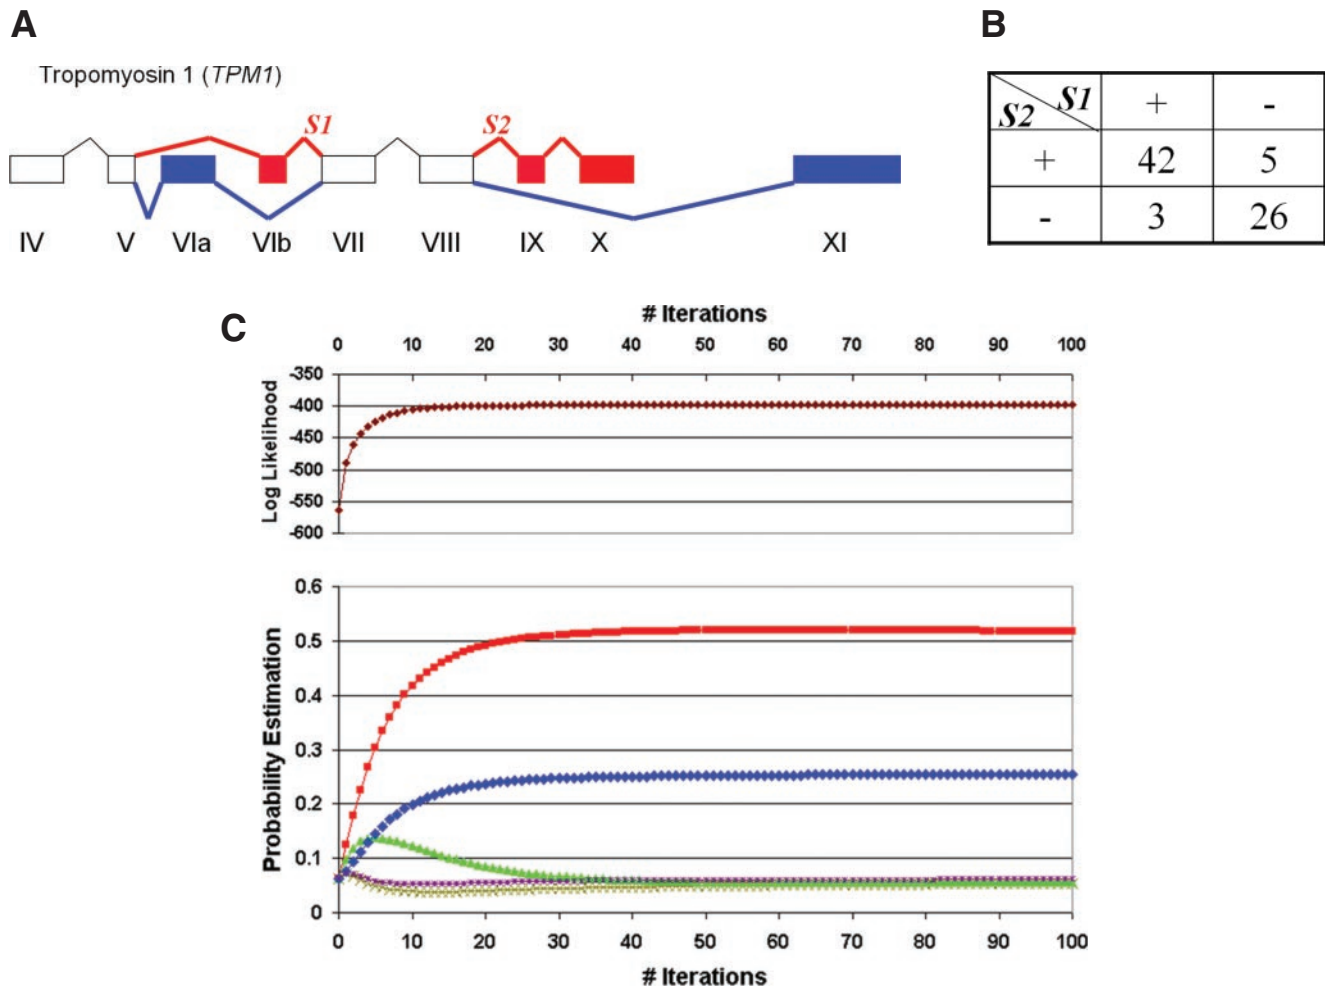 A
B
Tropomyosin 1 (TPM1)
S1
S2
IV V VIa VIb VII VIII IX X XI
S2 S1 + -
+ 42 5
- 3 26
C
# Iterations
0 10 20 30 40 50 60 70 80 90 100
Log Likelihood
-350
-400
-450
-500
-550
-600
Probability Estimation
0.6
0.5
0.4
0.3
0.2
0.1
0
0 10 20 30 40 50 60 70 80 90 100
# Iterations